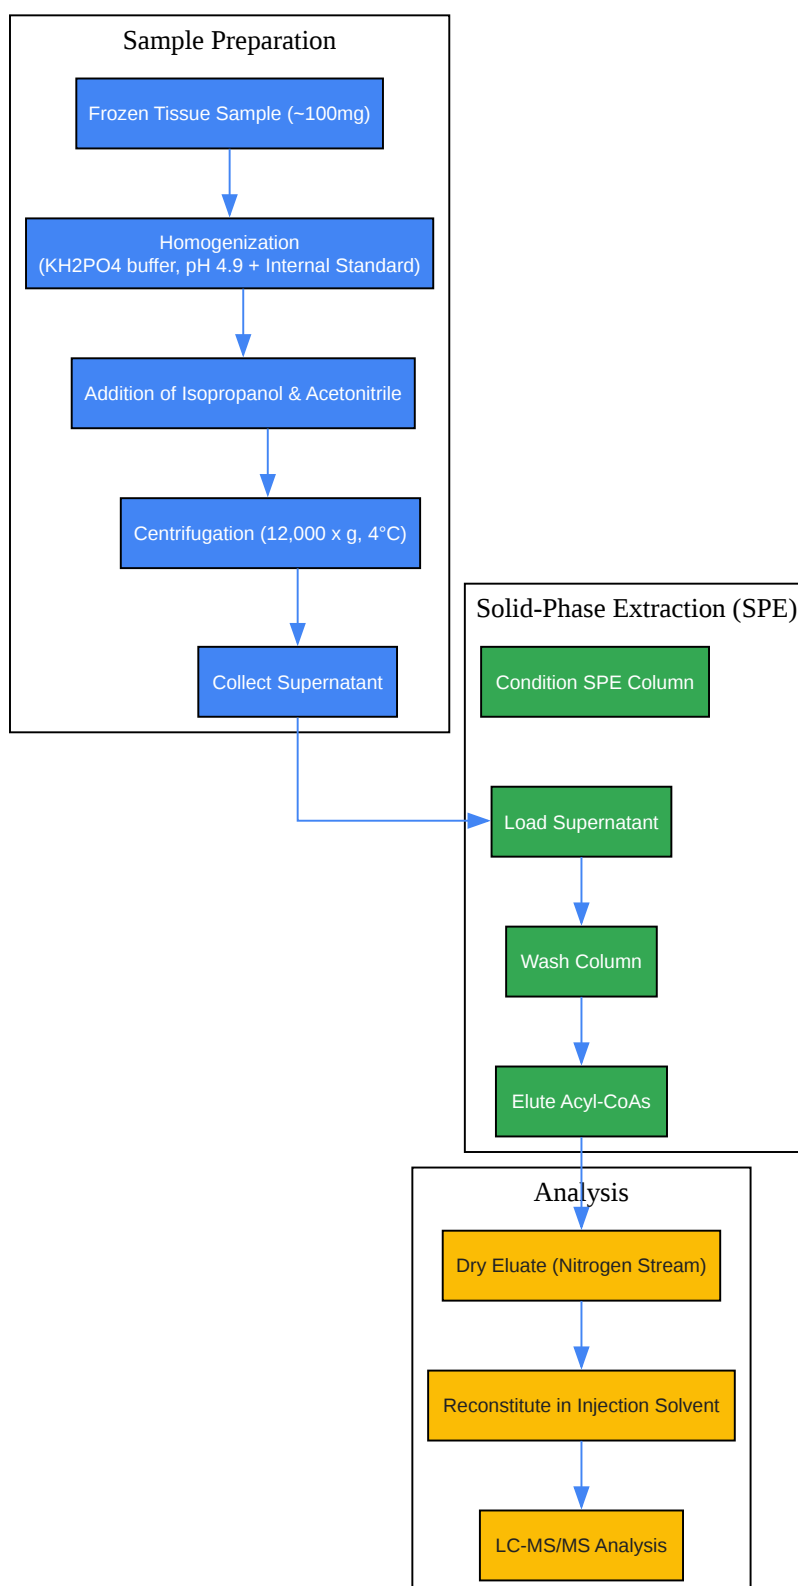 Sample Preparation
Frozen Tissue Sample (~100mg)
Homogenization
(KH2PO4 buffer, pH 4.9 + Internal Standard)
Addition of Isopropanol & Acetonitrile
Centrifugation (12,000 x g, 4°C)
Collect Supernatant
Solid-Phase Extraction (SPE)
Condition SPE Column
Load Supernatant
Wash Column
Elute Acyl-CoAs
Analysis
Dry Eluate (Nitrogen Stream)
Reconstitute in Injection Solvent
LC-MS/MS Analysis